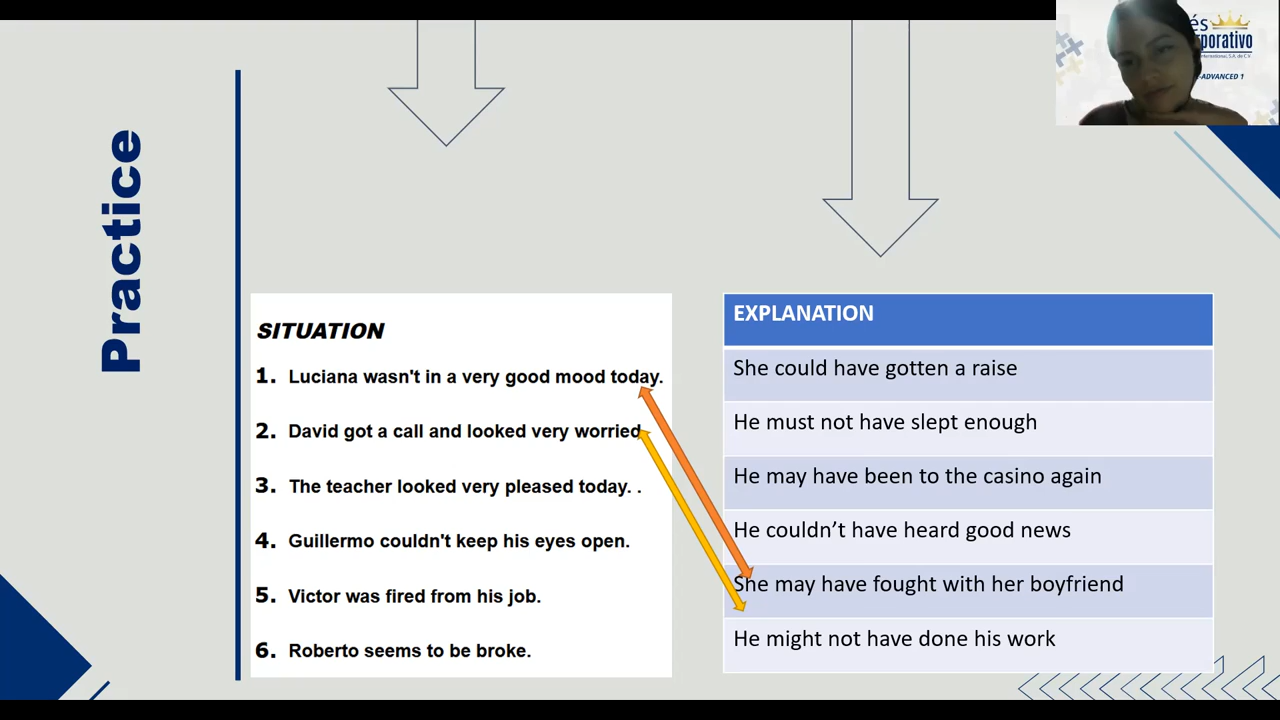 Practice
SITUATION
1. Luciana wasn't in a very good mood today.
2. David got a call and looked very worried
3. The teacher looked very pleased today. .
4. Guillermo couldn't keep his eyes open.
5. Victor was fired from his job.
6. Roberto seems to be broke.
EXPLANATION
She could have gotten a raise
He must not have slept enough
He may have been to the casino again
He couldn’t have heard good news
She may have fought with her boyfriend
He might not have done his work
és
porativo
International, S.A. de C.V.
-ADVANCED 1